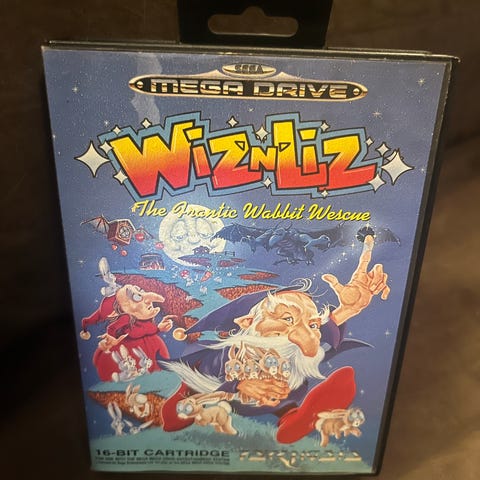 SEGA
MEGA DRIVE
WIZ'N'LIZ
The Frantic Wabbit Wescue
16-BIT CARTRIDGE